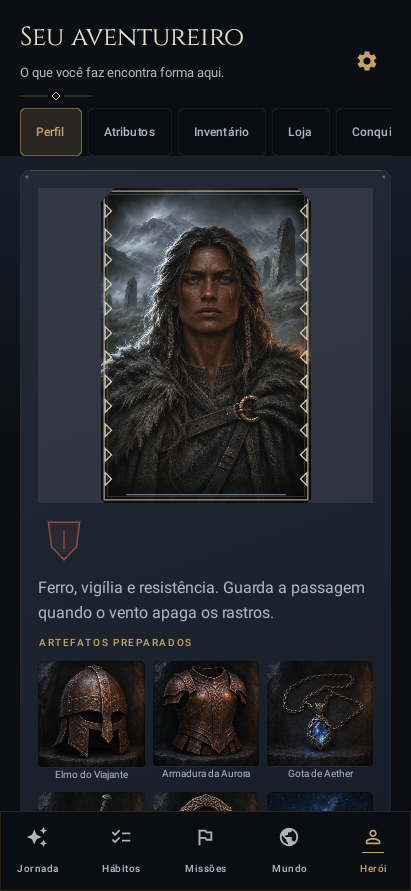 Seu aventureiro
O que você faz encontra forma aqui.
Perfil
Atributos
Inventário
Loja
Conqui
Ferro, vigília e resistência. Guarda a passagem
quando o vento apaga os rastros.
ARTEFATOS PREPARADOS
Elmo do Viajante
Armadura da Aurora
Gota de Aether
Jornada
Hábitos
Missões
Mundo
Herói